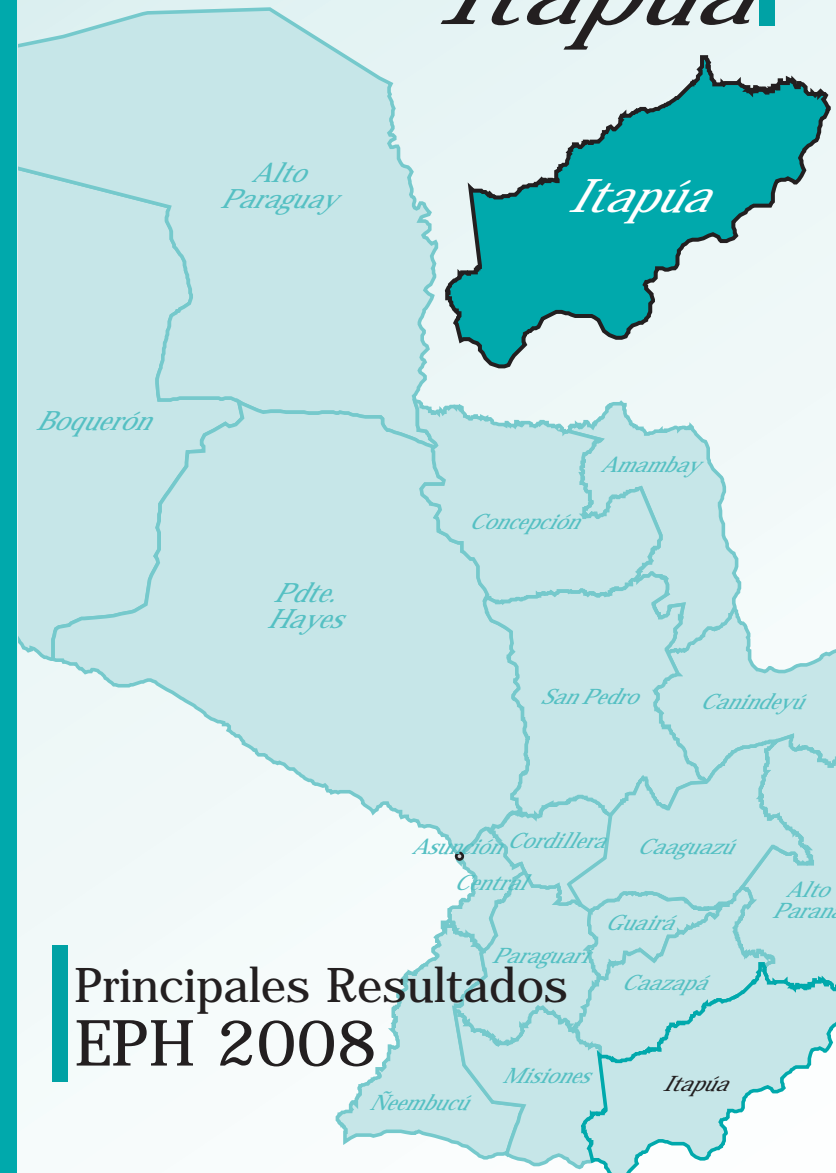 Itapúa
Itapúa
Alto
Paraguay
Boquerón
Amambay
Concepción
Pdte.
Hayes
San Pedro
Canindeyú
Asunción
Cordillera
Caaguazú
Central
Alto
Paraná
Guairá
Paraguarí
Caazapá
Principales Resultados
EPH 2008
Misiones
Itapúa
Ñeembucú